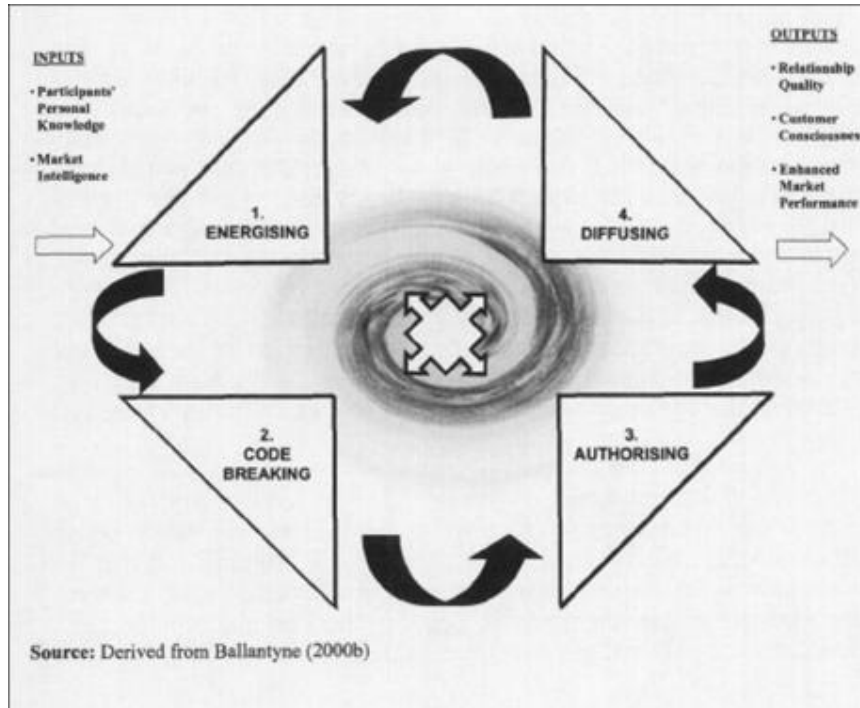 INPUTS
• Participants'
Personal
Knowledge
• Market
Intelligence
OUTPUTS
• Relationship
Quality
• Customer
Consciousness
• Enhanced
Market
Performance
1.
ENERGISING
4.
DIFFUSING
2.
CODE
BREAKING
3.
AUTHORISING
Source: Derived from Ballantyne (2000b)